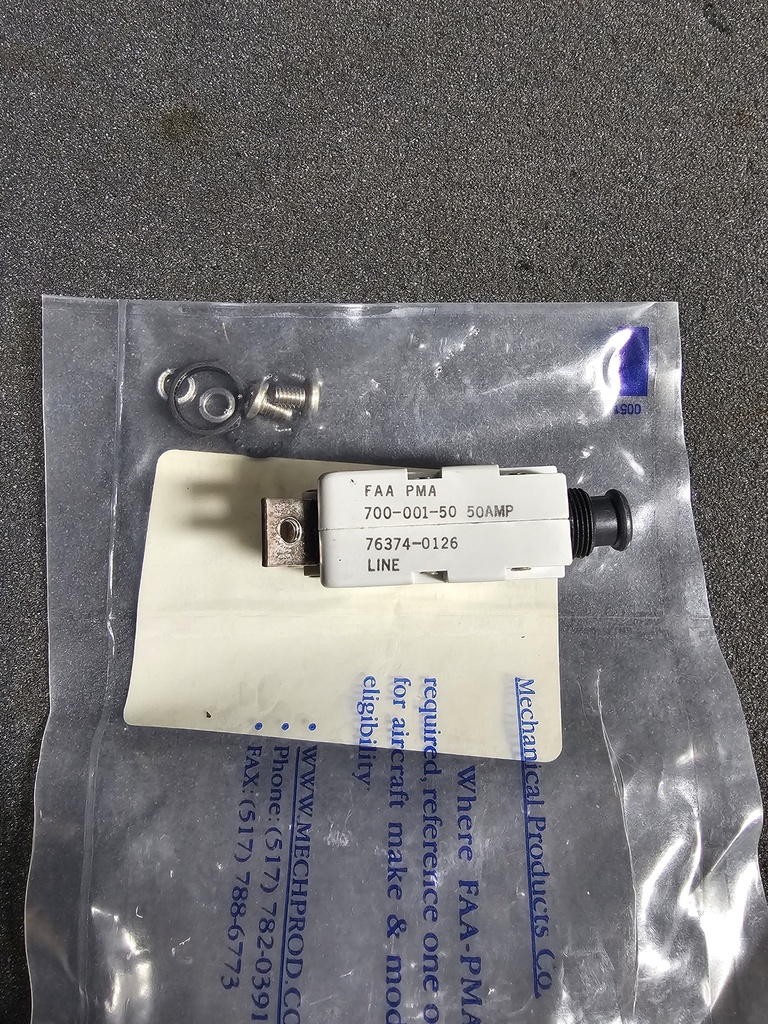 FAA PMA
700-001-50 50AMP
76374-0126
LINE
Mechanical Products Co.
Where FAA-PMA
required, reference one o
for aircraft make & mod
eligibility
• WWW.MECHPROD.CO
• Phone: (517) 782-0391
• FAX: (517) 788-6773